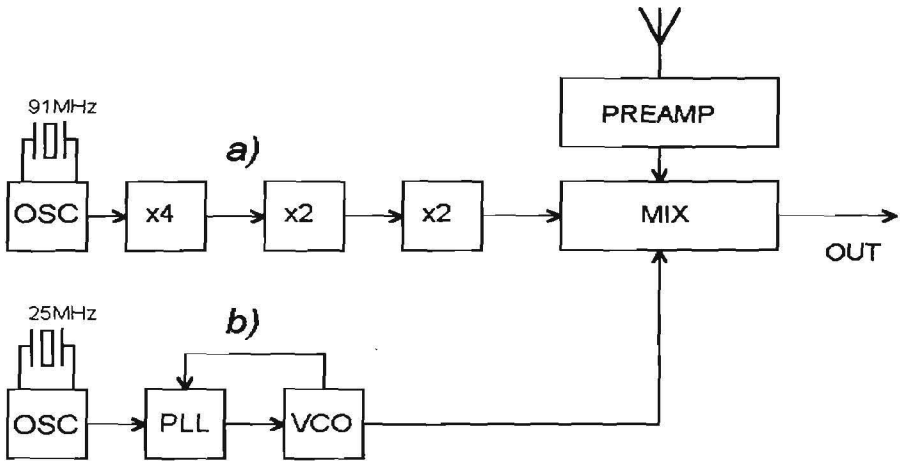 PREAMP
91MHz
a)
OSC
x4
x2
x2
MIX
OUT
25MHz
b)
OSC
PLL
VCO